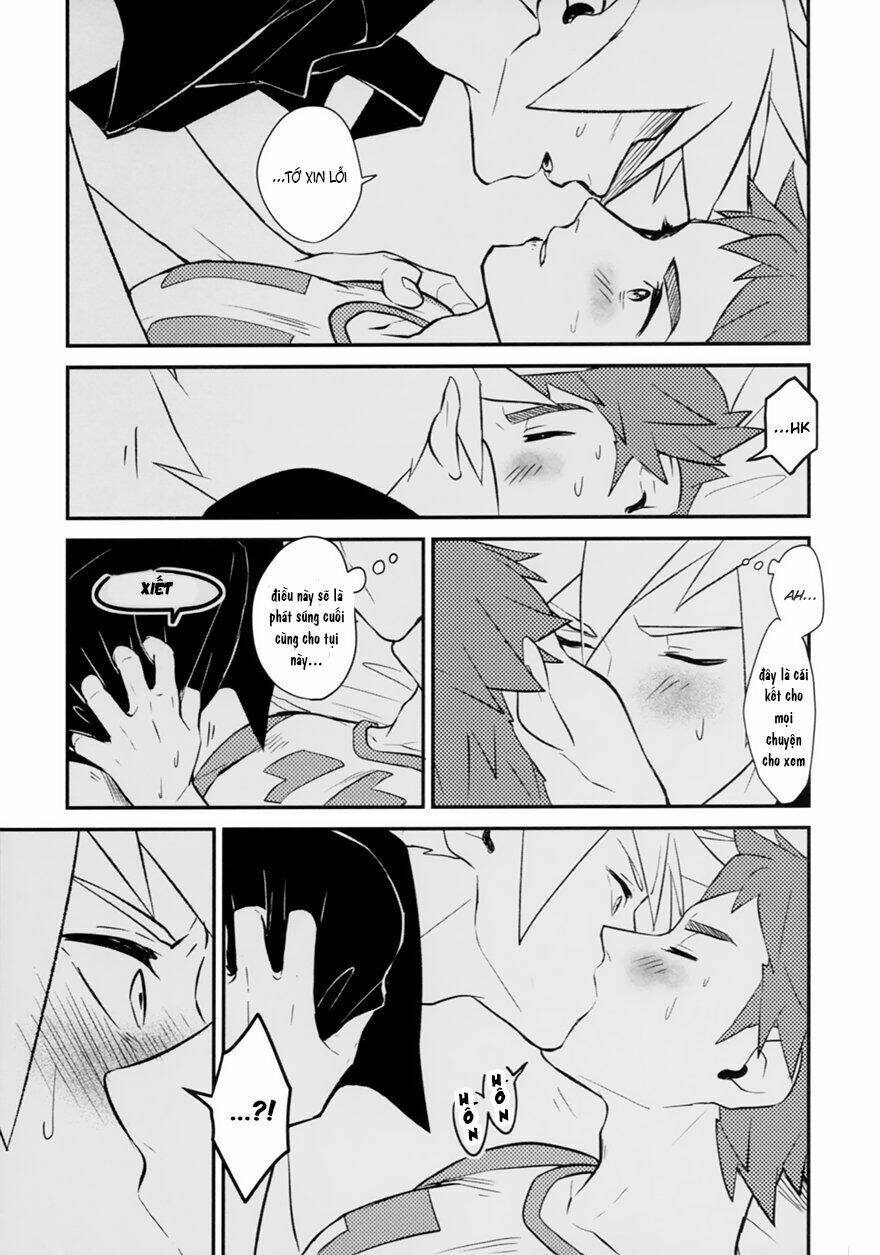 ...TỚ XIN LỖI
...HK
AH...
đây là cái
kết cho
mọi
chuyện
cho xem
điều này sẽ là
phát súng cuối
cùng cho tụi
này...
XIẾT
HÔN
HÔN
...?!